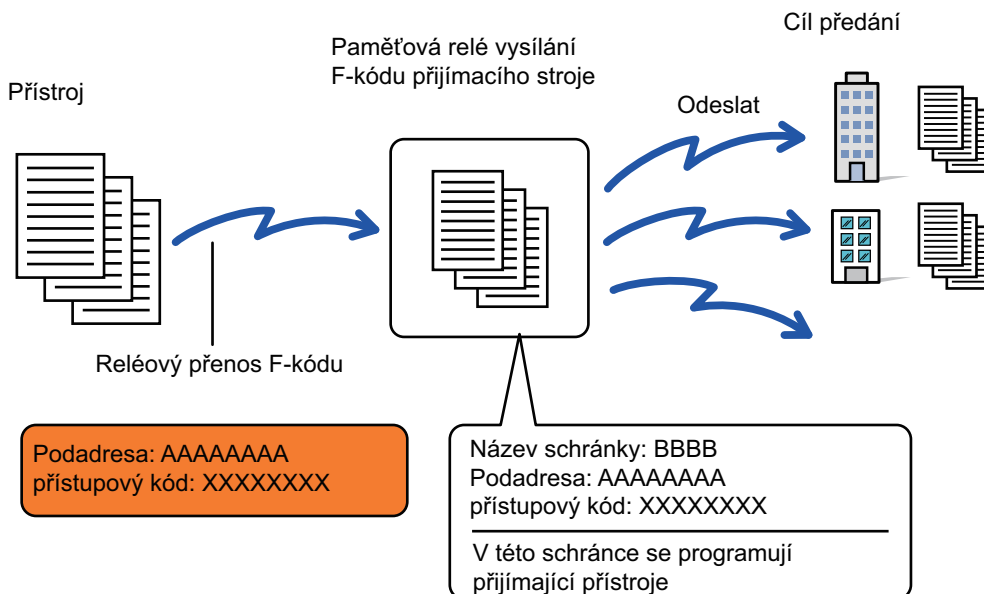 Cíl předání
Paměťová relé vysílání
F-kódu přijímacího stroje
Přístroj
Odeslat
Reléový přenos F-kódu
Podadresa: AAAAAAAA
přístupový kód: XXXXXXXX
Název schránky: BBBB
Podadresa: AAAAAAAA
přístupový kód: XXXXXXXX
V této schránce se programují
přijímající přístroje